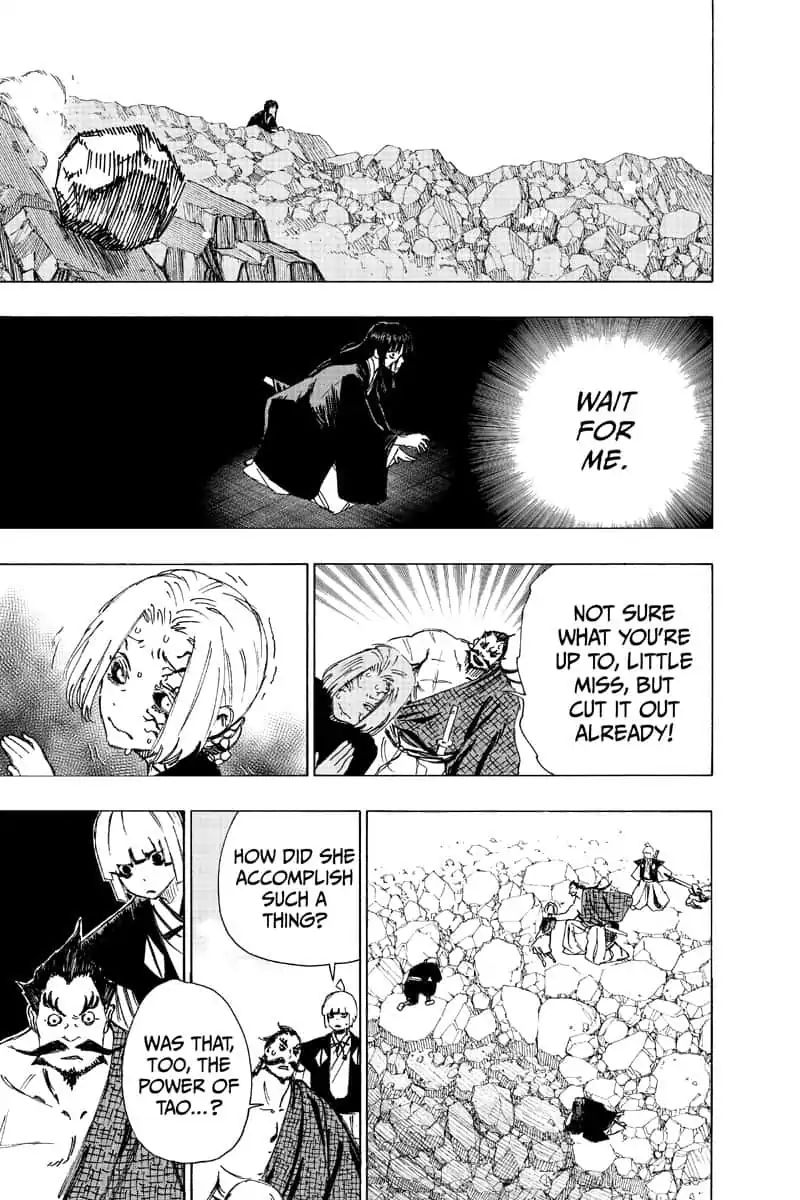 WAIT
FOR
ME.
NOT SURE
WHAT YOU'RE
UP TO, LITTLE
MISS, BUT
CUT IT OUT
ALREADY!
HOW DID SHE
ACCOMPLISH
SUCH A
THING?
WAS THAT,
TOO, THE
POWER OF
TAO...?